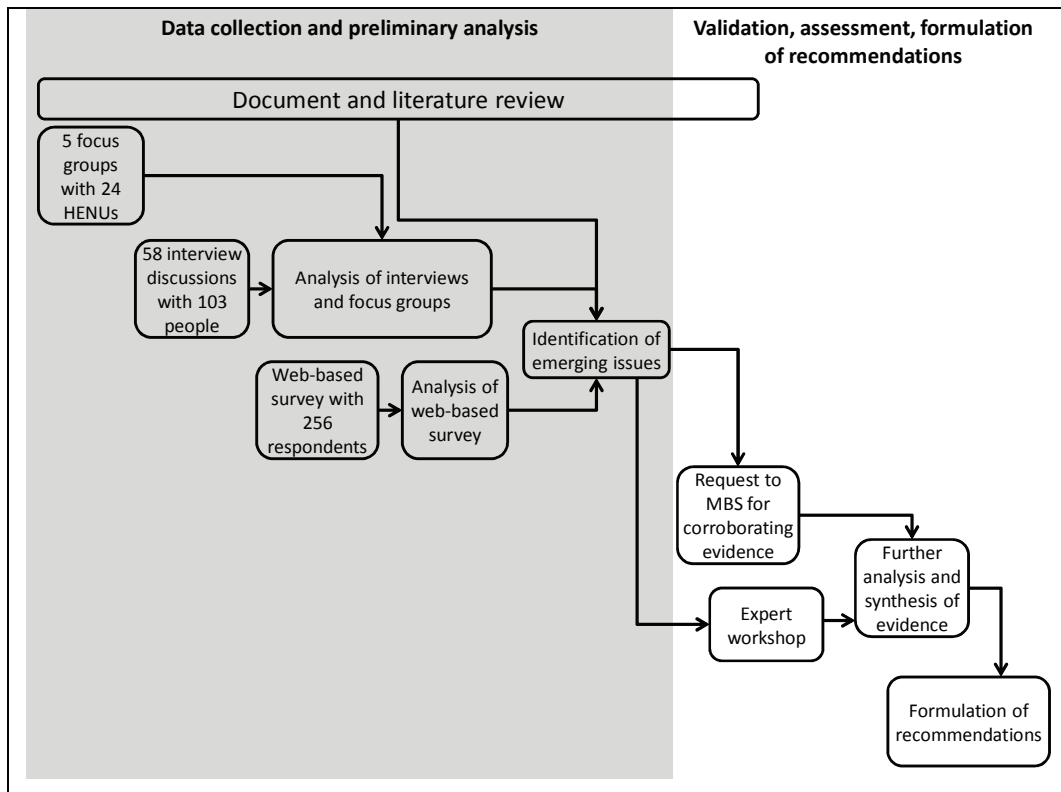 Data collection and preliminary analysis
Validation, assessment, formulation
of recommendations
Document and literature review
5 focus
groups
with 24
HENUs
58 interview
discussions
with 103
people
Analysis of interviews
and focus groups
Identification of
emerging issues
Web-based
survey with
256
respondents
Analysis of
web-based
survey
Request to
MBS for
corroborating
evidence
Further
analysis and
synthesis of
evidence
Expert
workshop
Formulation of
recommendations